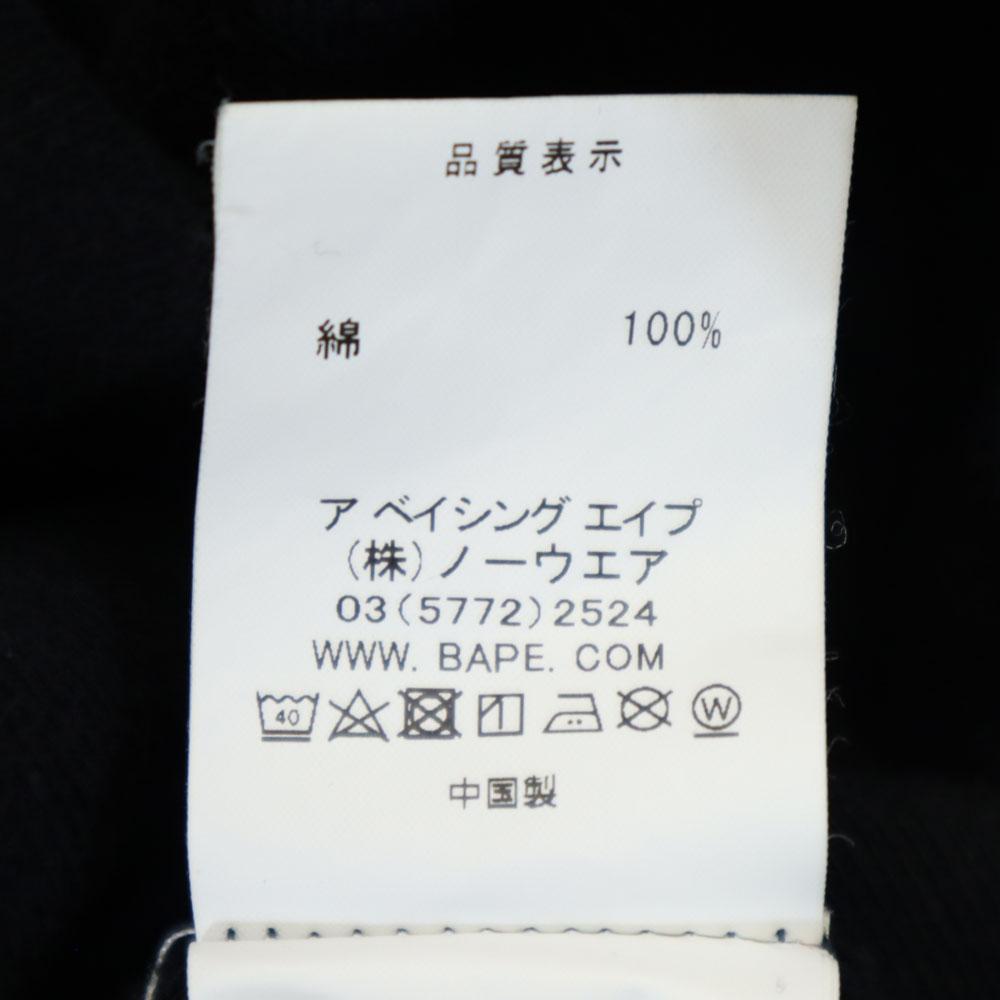 品質表示
綿 100%
ア ベイシング エイプ
(株)ノーウエア
03(5772)2524
WWW. BAPE. COM
40 W
中国製